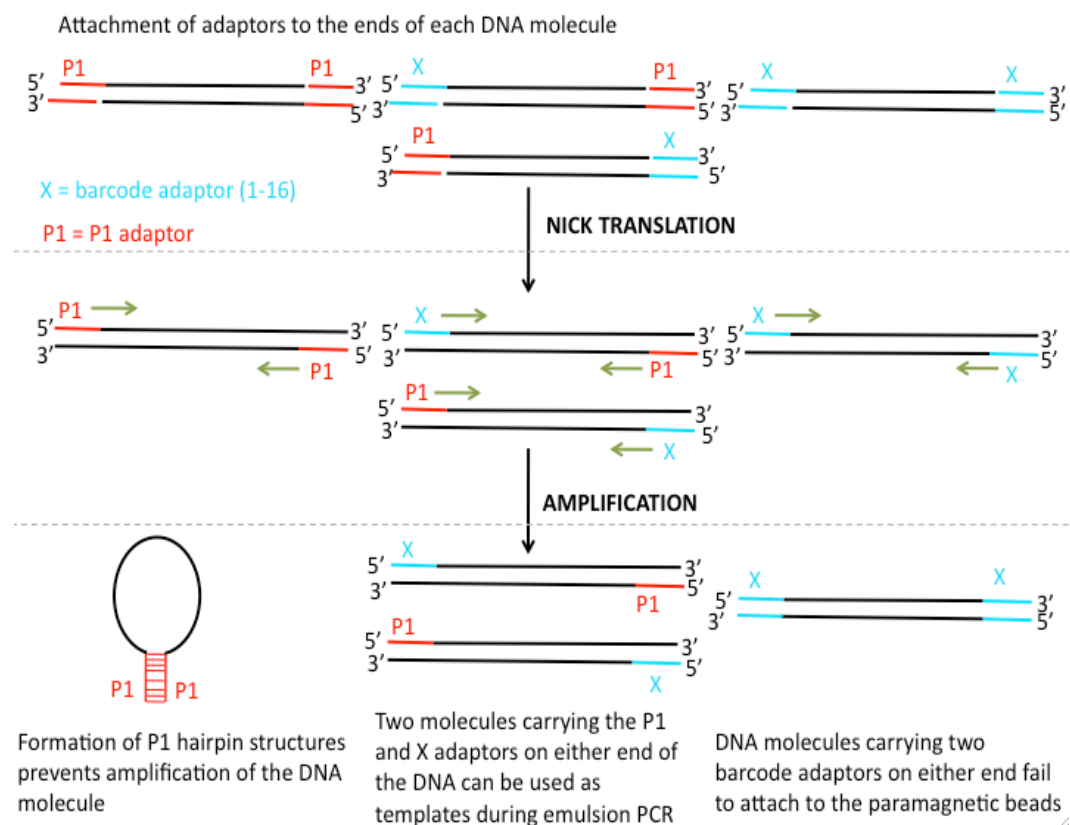 Attachment of adaptors to the ends of each DNA molecule
P1 P1 X P1 X X
5’ 3’ 5’ 3’ 5’ 3’
3’ 5’ 3’ 5’ 3’ 5’
P1 X
5’ 3’
3’ 5’
X = barcode adaptor (1-16)
P1 = P1 adaptor
NICK TRANSLATION
P1 X X
5’ 3’ 5’ 3’ 5’ 3’
3’ 5’ 3’ 5’ 3’ 5’
P1 P1 X
P1
5’ 3’
3’ 5’
X
AMPLIFICATION
X
5’ 3’
3’ 5’
P1
P1
5’ 3’
3’ 5’
X
X X
5’ 3’
3’ 5’
P1 P1
Formation of P1 hairpin structures
prevents amplification of the DNA
molecule
Two molecules carrying the P1
and X adaptors on either end of
the DNA can be used as
templates during emulsion PCR
DNA molecules carrying two
barcode adaptors on either end fail
to attach to the paramagnetic beads